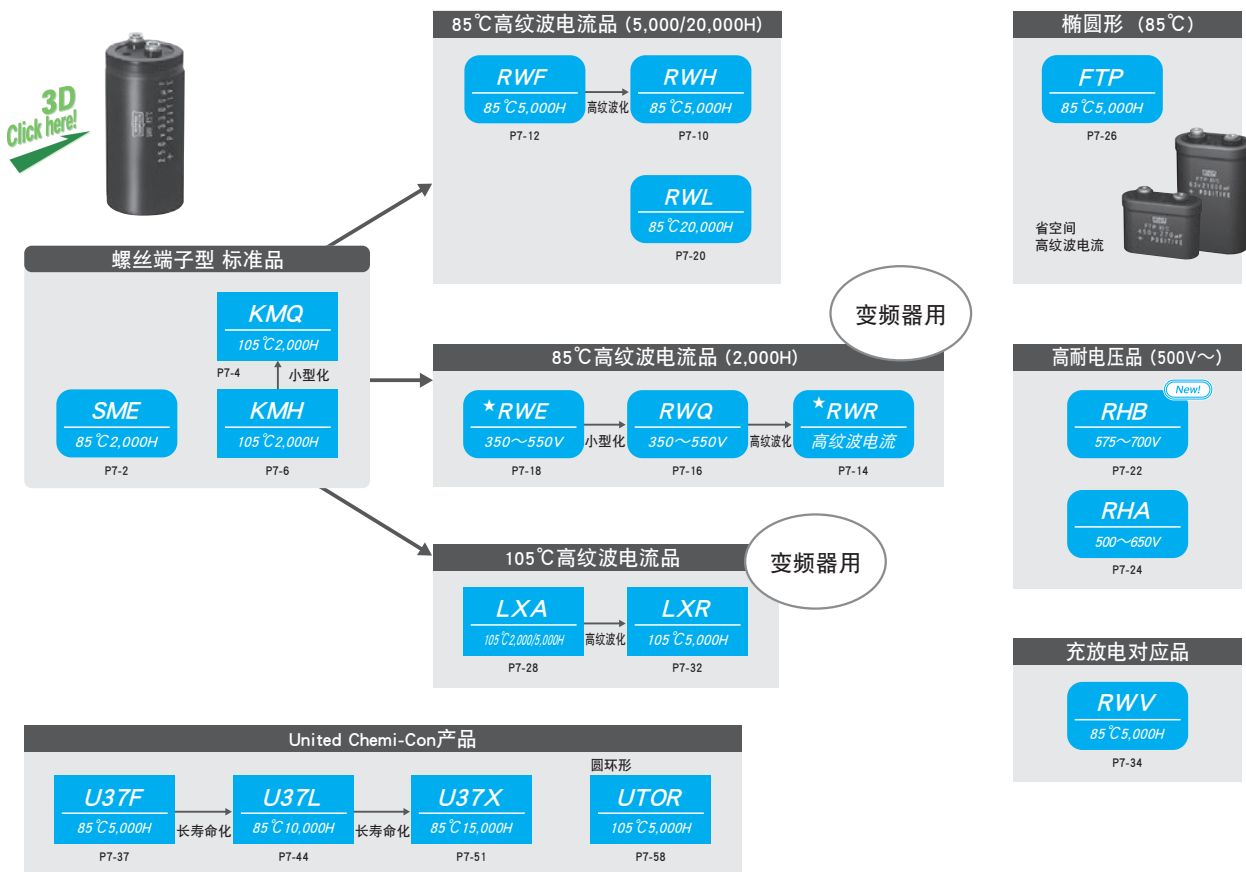 3D
Click here!
螺丝端子型 标准品
KMQ
105℃2,000H
P7-4
小型化
SME
85℃2,000H
P7-2
KMH
105℃2,000H
P7-6
85℃高纹波电流品 (5,000/20,000H)
RWF
85℃5,000H
P7-12
高纹波化
RWH
85℃5,000H
P7-10
RWL
85℃20,000H
P7-20
变频器用
85℃高纹波电流品 (2,000H)
★RWE
350～550V
P7-18
小型化
RWQ
350～550V
P7-16
高纹波化
★RWR
高纹波电流
P7-14
变频器用
105℃高纹波电流品
LXA
105℃2,000/5,000H
P7-28
高纹波化
LXR
105℃5,000H
P7-32
椭圆形 (85℃)
FTP
85℃5,000H
P7-26
省空间
高纹波电流
高耐电压品 (500V～)
New!
RHB
575～700V
P7-22
RHA
500～650V
P7-24
充放电对应品
RWV
85℃5,000H
P7-34
United Chemi-Con产品
U37F
85℃5,000H
P7-37
长寿命化
U37L
85℃10,000H
P7-44
长寿命化
U37X
85℃15,000H
P7-51
圆环形
UTOR
105℃5,000H
P7-58